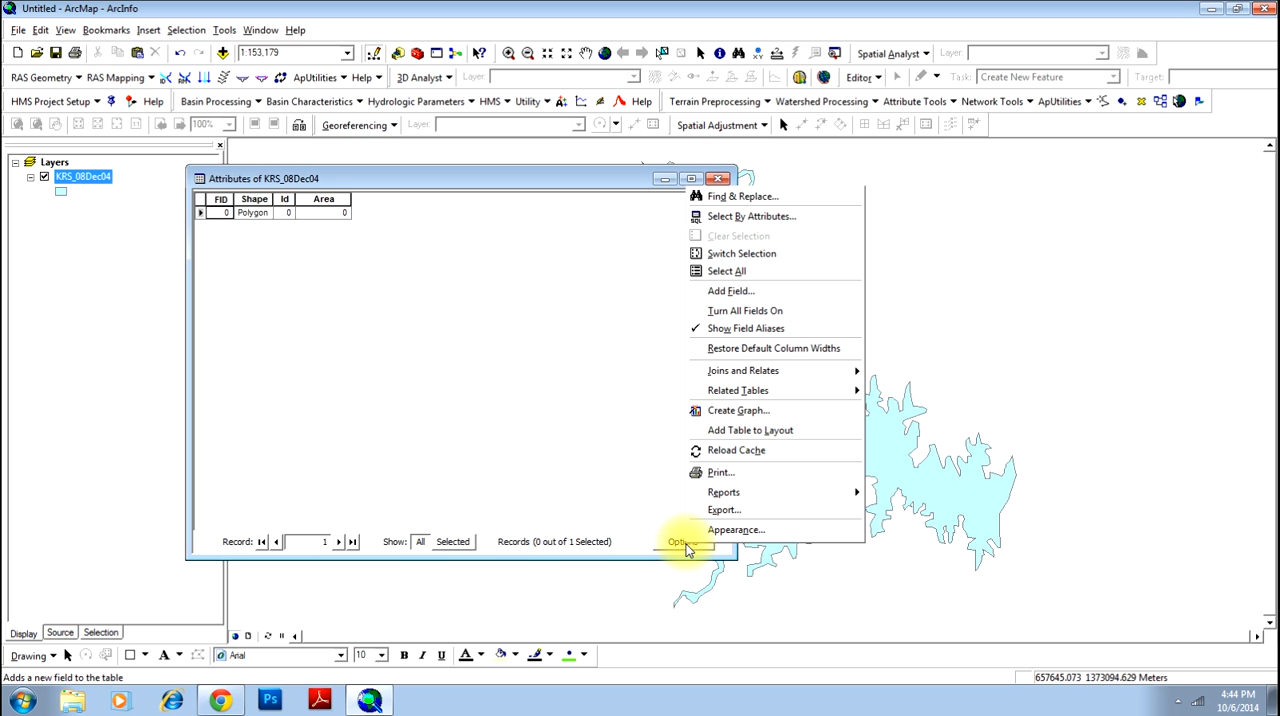 Untitled - ArcMap - ArcInfo
File Edit View Bookmarks Insert Selection Tools Window Help
1:153,179 Spatial Analyst Layer:
RAS Geometry RAS Mapping ApUtilities Help 3D Analyst Layer: Editor Task: Create New Feature Target:
HMS Project Setup Help Basin Processing Basin Characteristics Hydrologic Parameters HMS Utility Help Terrain Preprocessing Watershed Processing Attribute Tools Network Tools ApUtilities
100% Georeferencing Layer: Spatial Adjustment
Layers
KRS_08Dec04
Attributes of KRS_08Dec04
FID Shape Id Area
0 Polygon 0 0
Find & Replace...
Select By Attributes...
Clear Selection
Switch Selection
Select All
Add Field...
Turn All Fields On
Show Field Aliases
Restore Default Column Widths
Joins and Relates
Related Tables
Create Graph...
Add Table to Layout
Reload Cache
Print...
Reports
Export...
Appearance...
Record: 1 Show: All Selected Records (0 out of 1 Selected)
Display Source Selection
Drawing A Arial 10 B I U A
Adds a new field to the table 657645.073 1373094.629 Meters
4:44 PM
10/6/2014